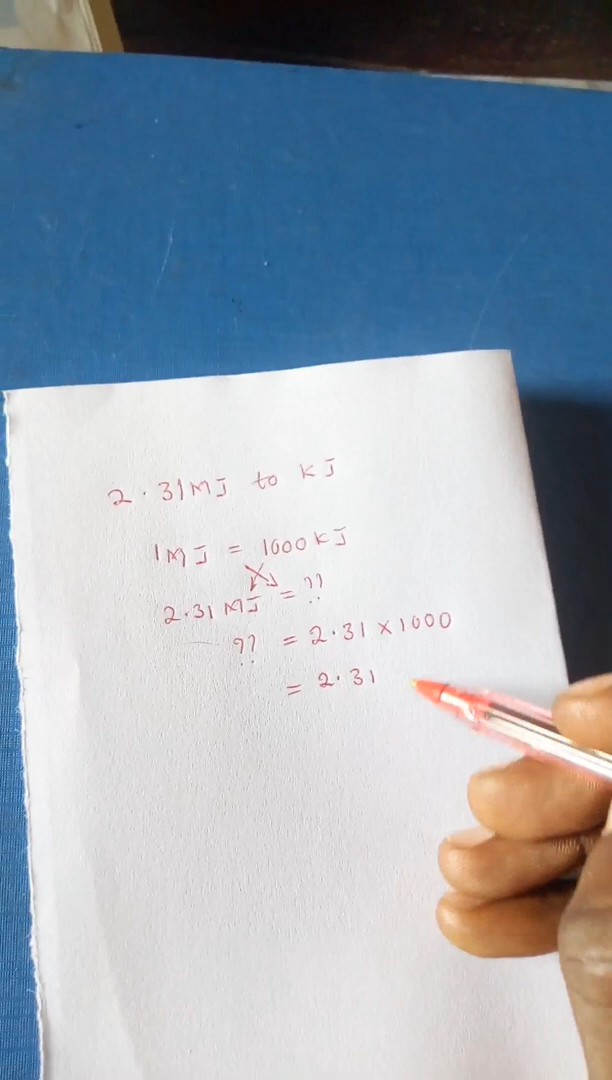 2.31MJ to KJ
1MJ = 1000KJ
2.31MJ = ??
?? = 2.31 × 1000
= 2.31